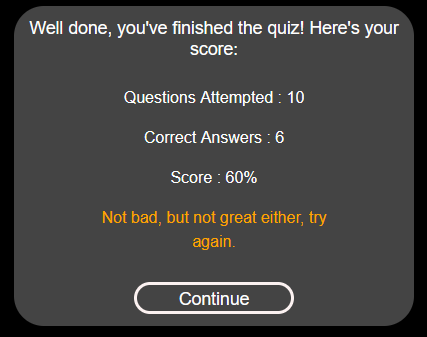 Well done, you've finished the quiz! Here's your
score:
Questions Attempted : 10
Correct Answers : 6
Score : 60%
Not bad, but not great either, try
again.
Continue